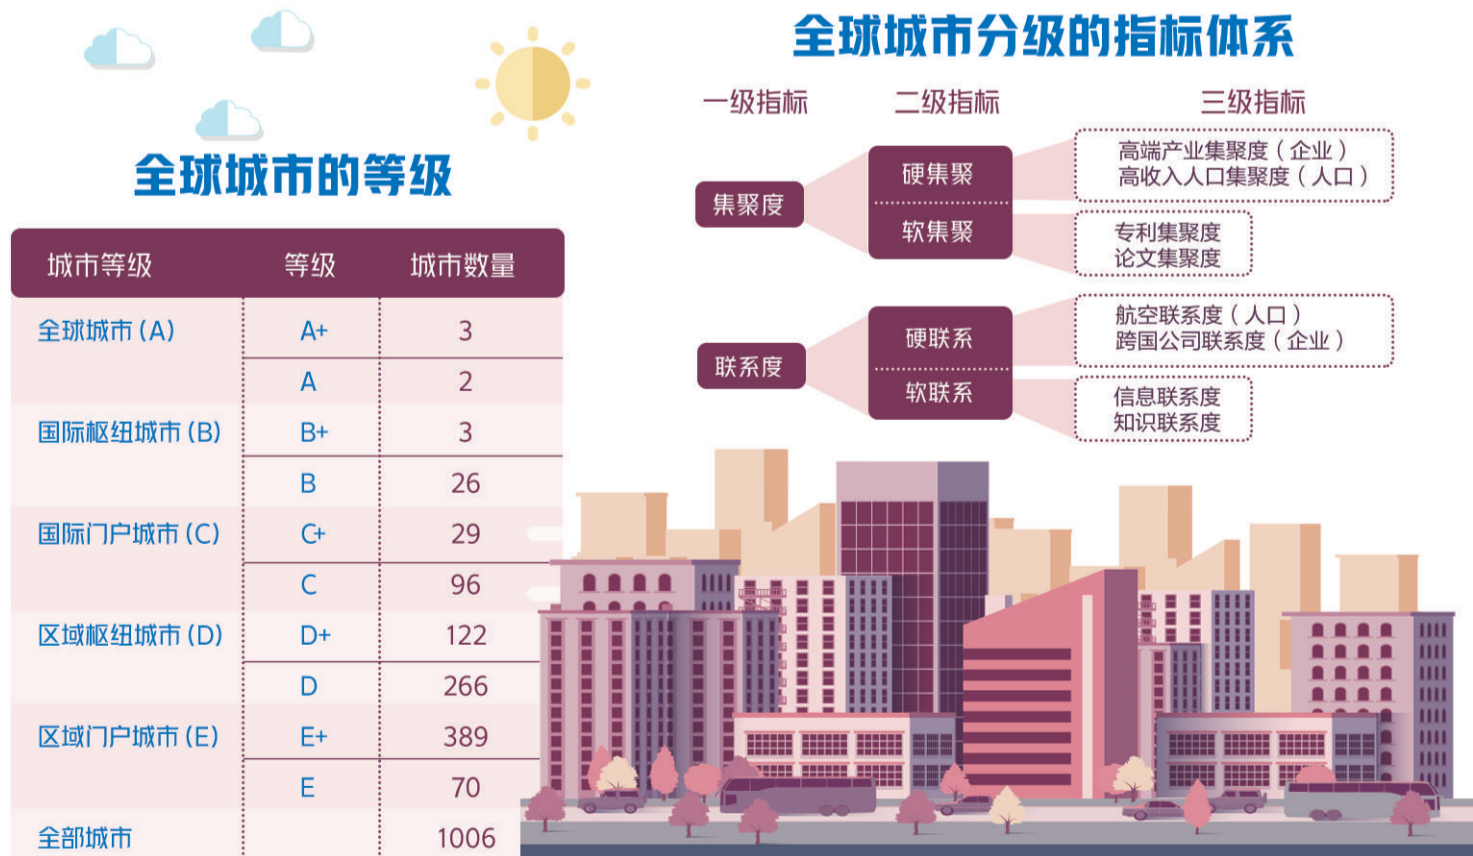 全球城市的等级
城市等级 等级 城市数量
全球城市(A) A+ 3
A 2
国际枢纽城市(B) B+ 3
B 26
国际门户城市(C) C+ 29
C 96
区域枢纽城市(D) D+ 122
D 266
区域门户城市(E) E+ 389
E 70
全部城市 1006
全球城市分级的指标体系
一级指标 二级指标 三级指标
集聚度
硬集聚
高端产业集聚度(企业)
高收入人口集聚度(人口)
软集聚
专利集聚度
论文集聚度
联系度
硬联系
航空联系度(人口)
跨国公司联系度(企业)
软联系
信息联系度
知识联系度